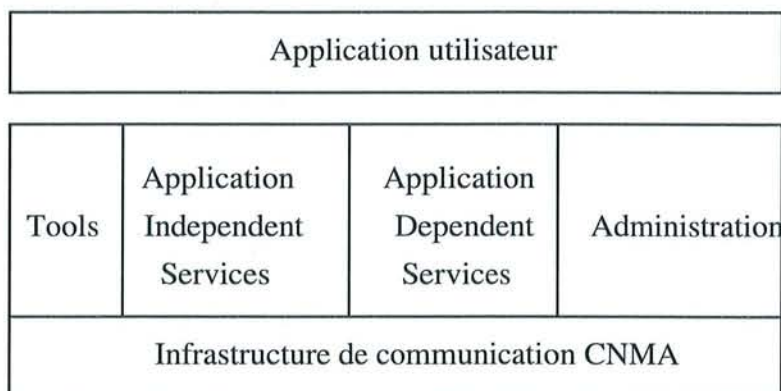 Application utilisateur
Tools
Application
Independent
Services
Application
Dependent
Services
Administration
Infrastructure de communication CNMA